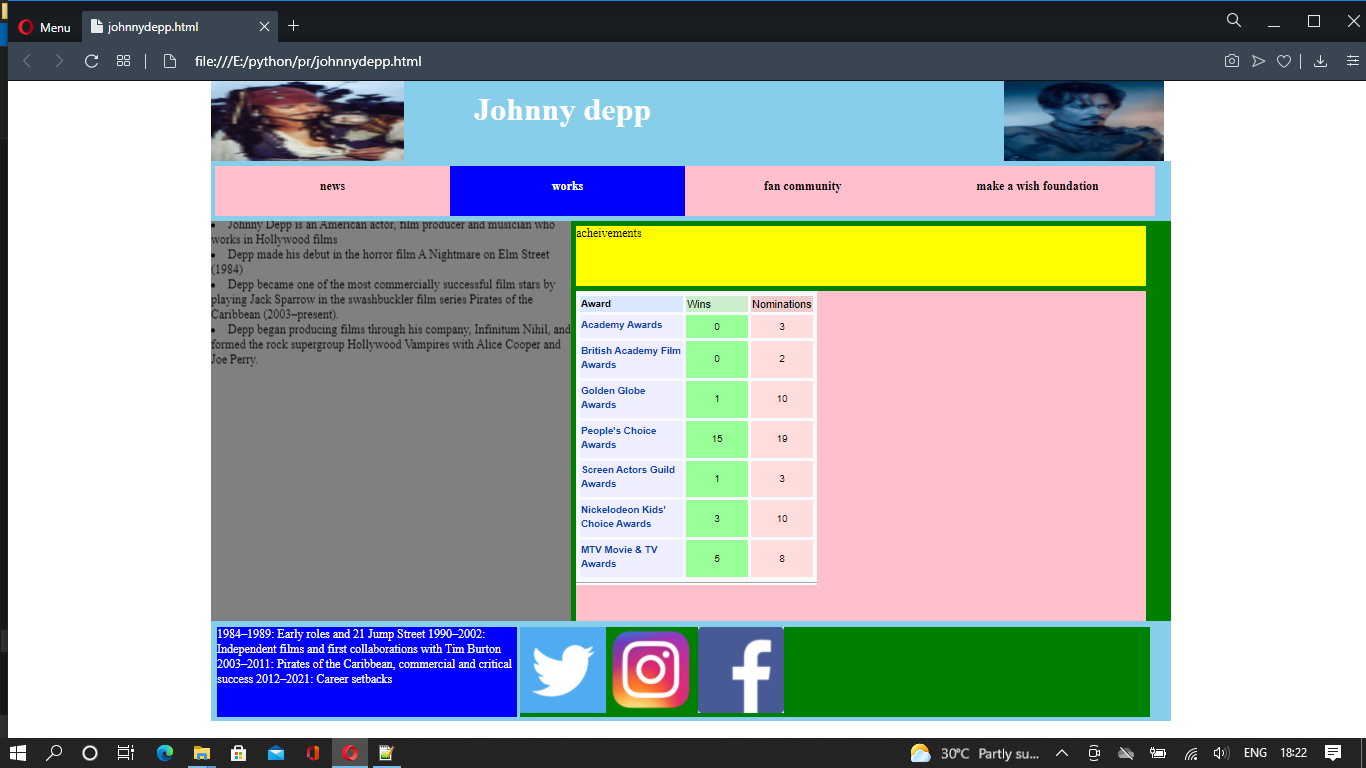 Menu
johnnydepp.html
file:///E:/python/pr/johnnydepp.html
Johnny depp
news
works
fan community
make a wish foundation
Johnny Depp is an American actor, film producer and musician who
works in Hollywood films
Depp made his debut in the horror film A Nightmare on Elm Street
(1984)
Depp became one of the most commercially successful film stars by
playing Jack Sparrow in the swashbuckler film series Pirates of the
Caribbean (2003–present).
Depp began producing films through his company, Infinitum Nihil, and
formed the rock supergroup Hollywood Vampires with Alice Cooper and
Joe Perry.
acheivements
Award Wins Nominations
Academy Awards 0 3
British Academy Film
Awards 0 2
Golden Globe
Awards 1 10
People's Choice
Awards 15 19
Screen Actors Guild
Awards 1 3
Nickelodeon Kids'
Choice Awards 3 10
MTV Movie & TV
Awards 5 8
1984–1989: Early roles and 21 Jump Street 1990–2002:
Independent films and first collaborations with Tim Burton
2003–2011: Pirates of the Caribbean, commercial and critical
success 2012–2021: Career setbacks
30°C Partly su...
ENG
18:22